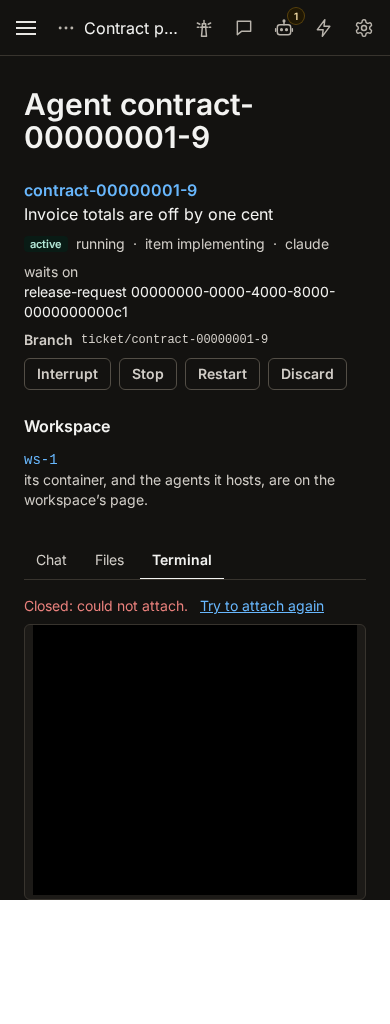 Contract p...
1
Agent contract-
00000001-9
contract-00000001-9
Invoice totals are off by one cent
active running · item implementing · claude
waits on
release-request 00000000-0000-4000-8000-
0000000000c1
Branch ticket/contract-00000001-9
Interrupt Stop Restart Discard
Workspace
ws-1
its container, and the agents it hosts, are on the
workspace’s page.
Chat Files Terminal
Closed: could not attach. Try to attach again